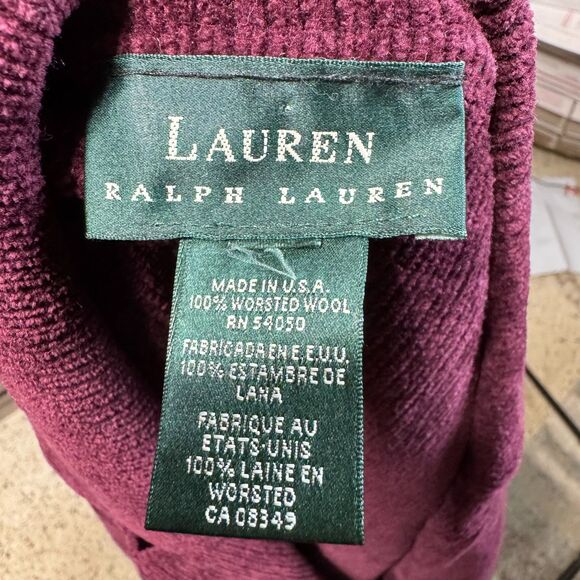 LAUREN
RALPH LAUREN
MADE IN U.S.A.
100% WORSTED WOOL
RN 54050
FABRICADA EN E.E.U.U.
100% ESTAMBRE DE
LANA
FABRIQUE AU
ETATS-UNIS
100% LAINE EN
WORSTED
CA 08349